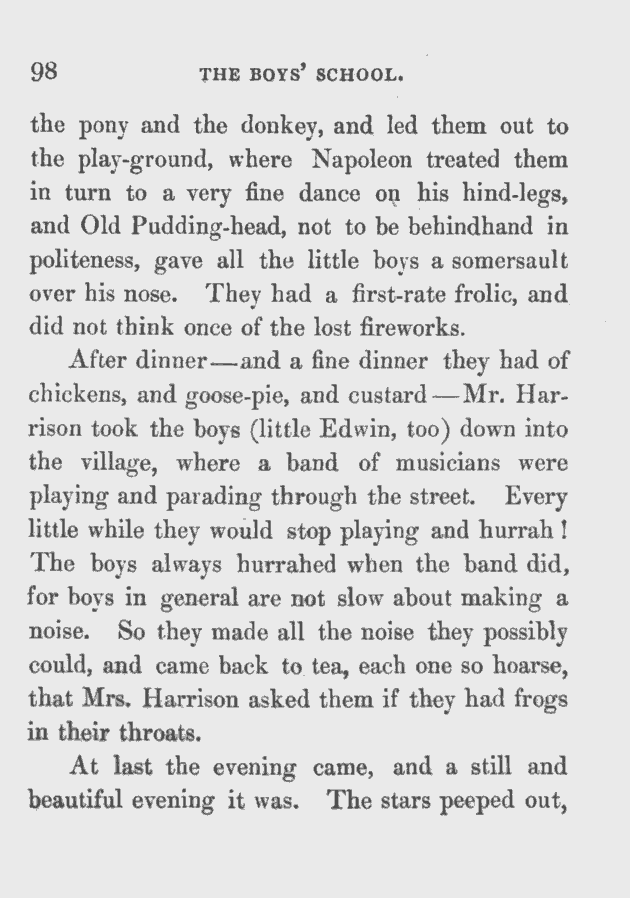 98 THE BOYS' SCHOOL.
the pony and the donkey, and led them out to
the play-ground, where Napoleon treated them
in turn to a very fine dance on his hind-legs,
and Old Pudding-head, not to be behindhand in
politeness, gave all the little boys a somersault
over his nose. They had a first-rate frolic, and
did not think once of the lost fireworks.
After dinner—and a fine dinner they had of
chickens, and goose-pie, and custard—Mr. Har-
rison took the boys (little Edwin, too) down into
the village, where a band of musicians were
playing and parading through the street. Every
little while they would stop playing and hurrah!
The boys always hurrahed when the band did,
for boys in general are not slow about making a
noise. So they made all the noise they possibly
could, and came back to tea, each one so hoarse,
that Mrs. Harrison asked them if they had frogs
in their throats.
At last the evening came, and a still and
beautiful evening it was. The stars peeped out,